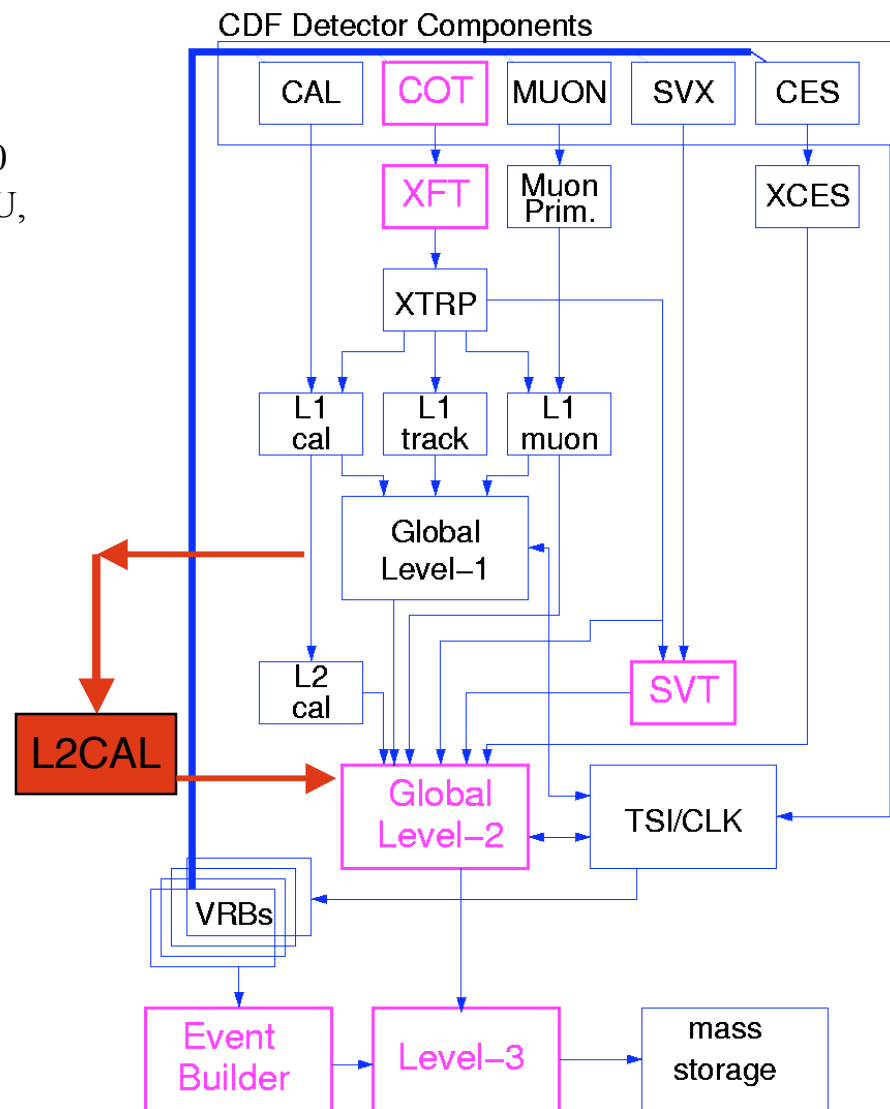 CDF Detector Components
CAL
COT
MUON
SVX
CES
0
U,
XFT
Muon
Prim.
XCES
XTRP
L1
cal
L1
track
L1
muon
Global
Level–1
L2
cal
SVT
L2CAL
Global
Level–2
TSI/CLK
VRBs
Event
Builder
Level–3
mass
storage